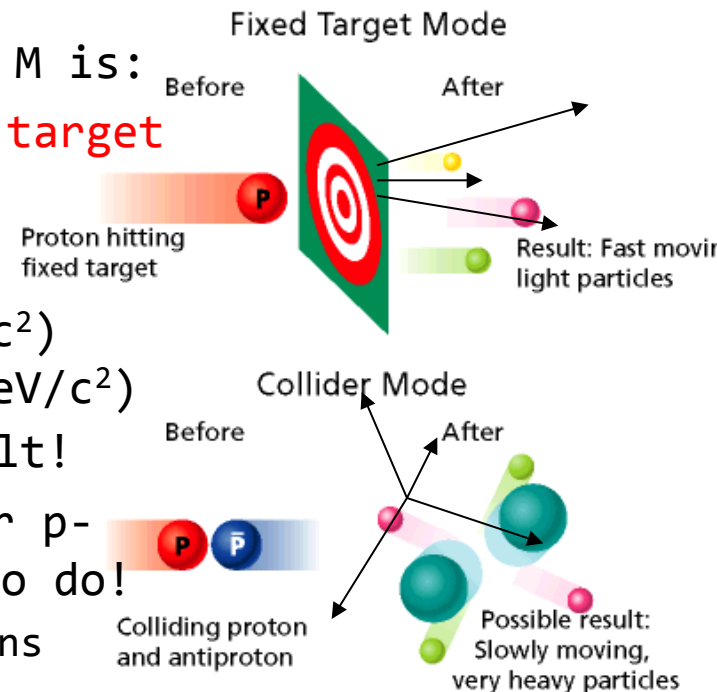 Fixed Target Mode
M is:
Before
After
target
P
Proton hitting
fixed target
Result: Fast movin
light particles
c²)
eV/c²)
Collider Mode
Before
After
lt!
r p-
P
p̅
o do!
Colliding proton
and antiproton
ns
Possible result:
Slowly moving,
very heavy particles